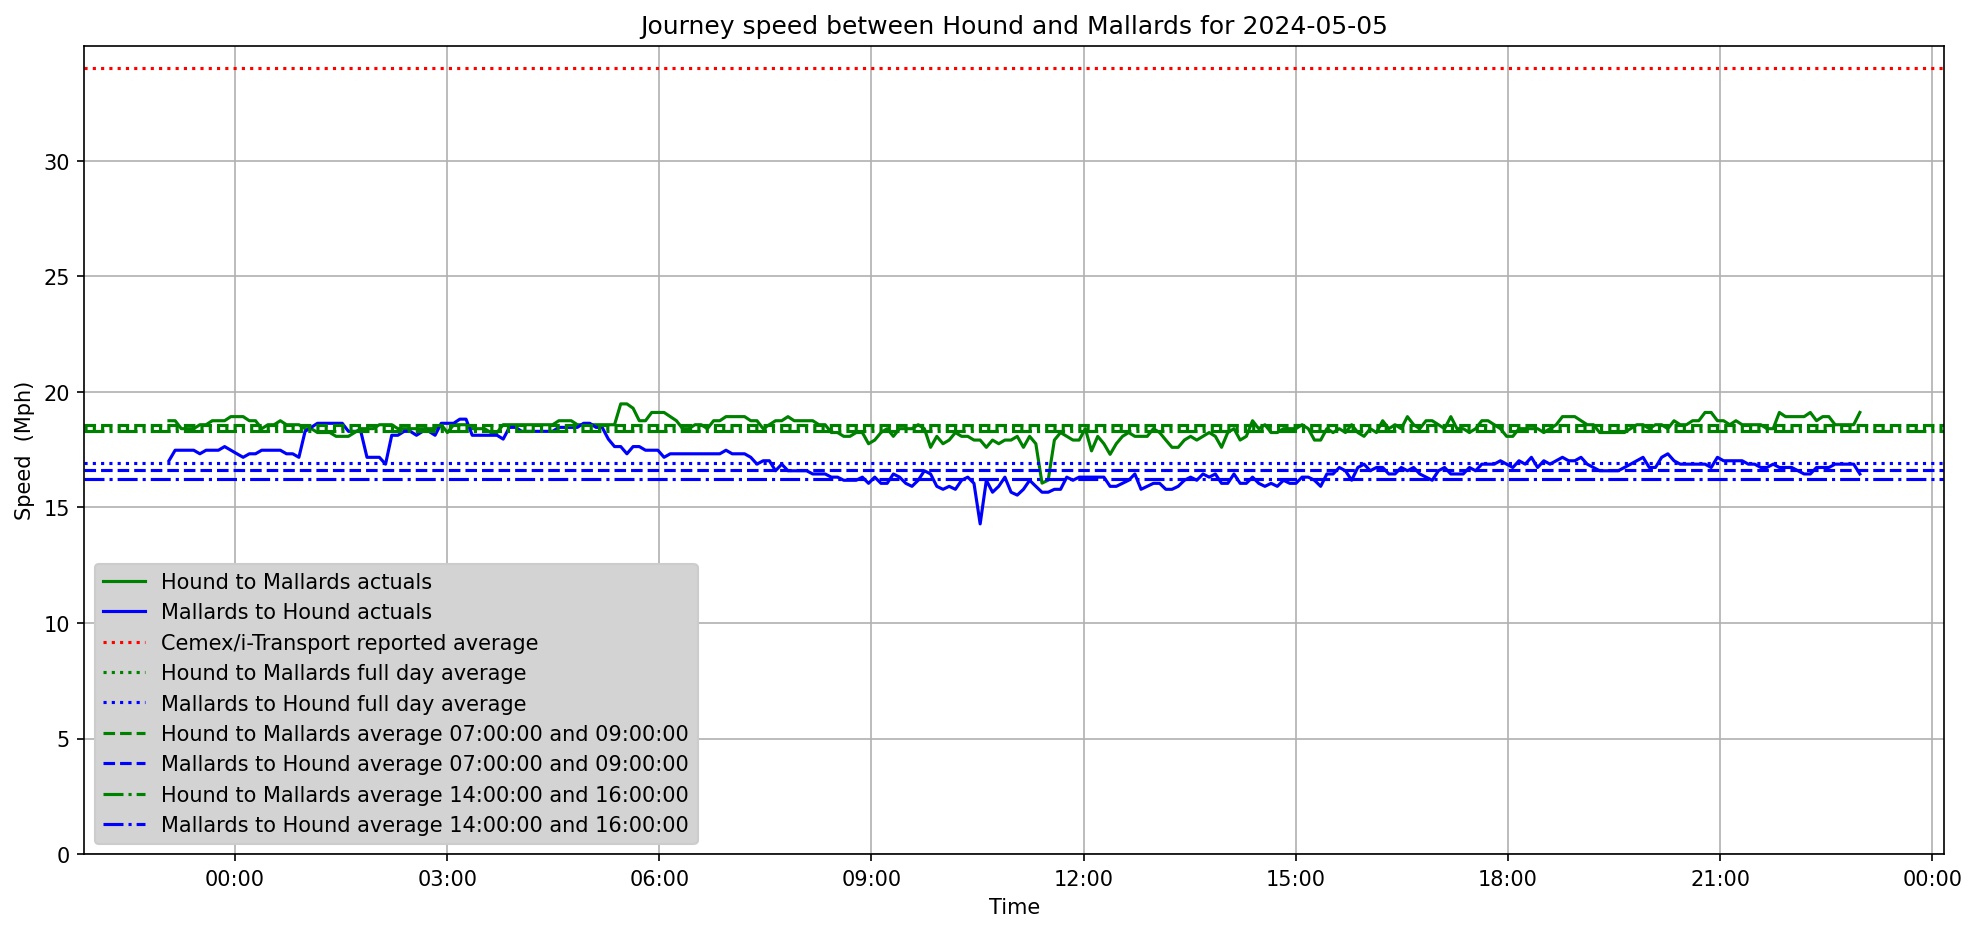 Journey speed between Hound and Mallards for 2024-05-05
30
25
20
15
10
5
0
Speed (Mph)
Hound to Mallards actuals
Mallards to Hound actuals
Cemex/i-Transport reported average
Hound to Mallards full day average
Mallards to Hound full day average
Hound to Mallards average 07:00:00 and 09:00:00
Mallards to Hound average 07:00:00 and 09:00:00
Hound to Mallards average 14:00:00 and 16:00:00
Mallards to Hound average 14:00:00 and 16:00:00
00:00 03:00 06:00 09:00 12:00 15:00 18:00 21:00 00:00
Time